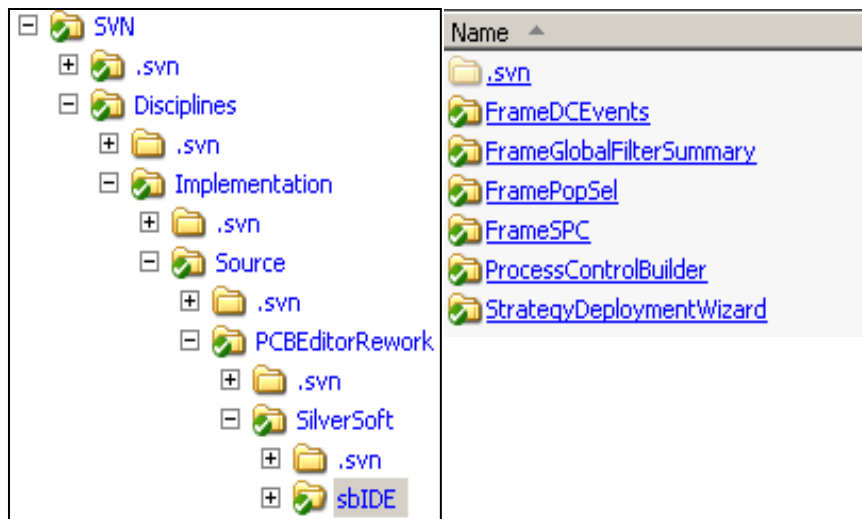 SVN
.svn
Disciplines
.svn
Implementation
.svn
Source
.svn
PCBEditorRework
.svn
SilverSoft
.svn
sbIDE
Name
.svn
FrameDCEvents
FrameGlobalFilterSummary
FramePopSel
FrameSPC
ProcessControlBuilder
StrategyDeploymentWizard